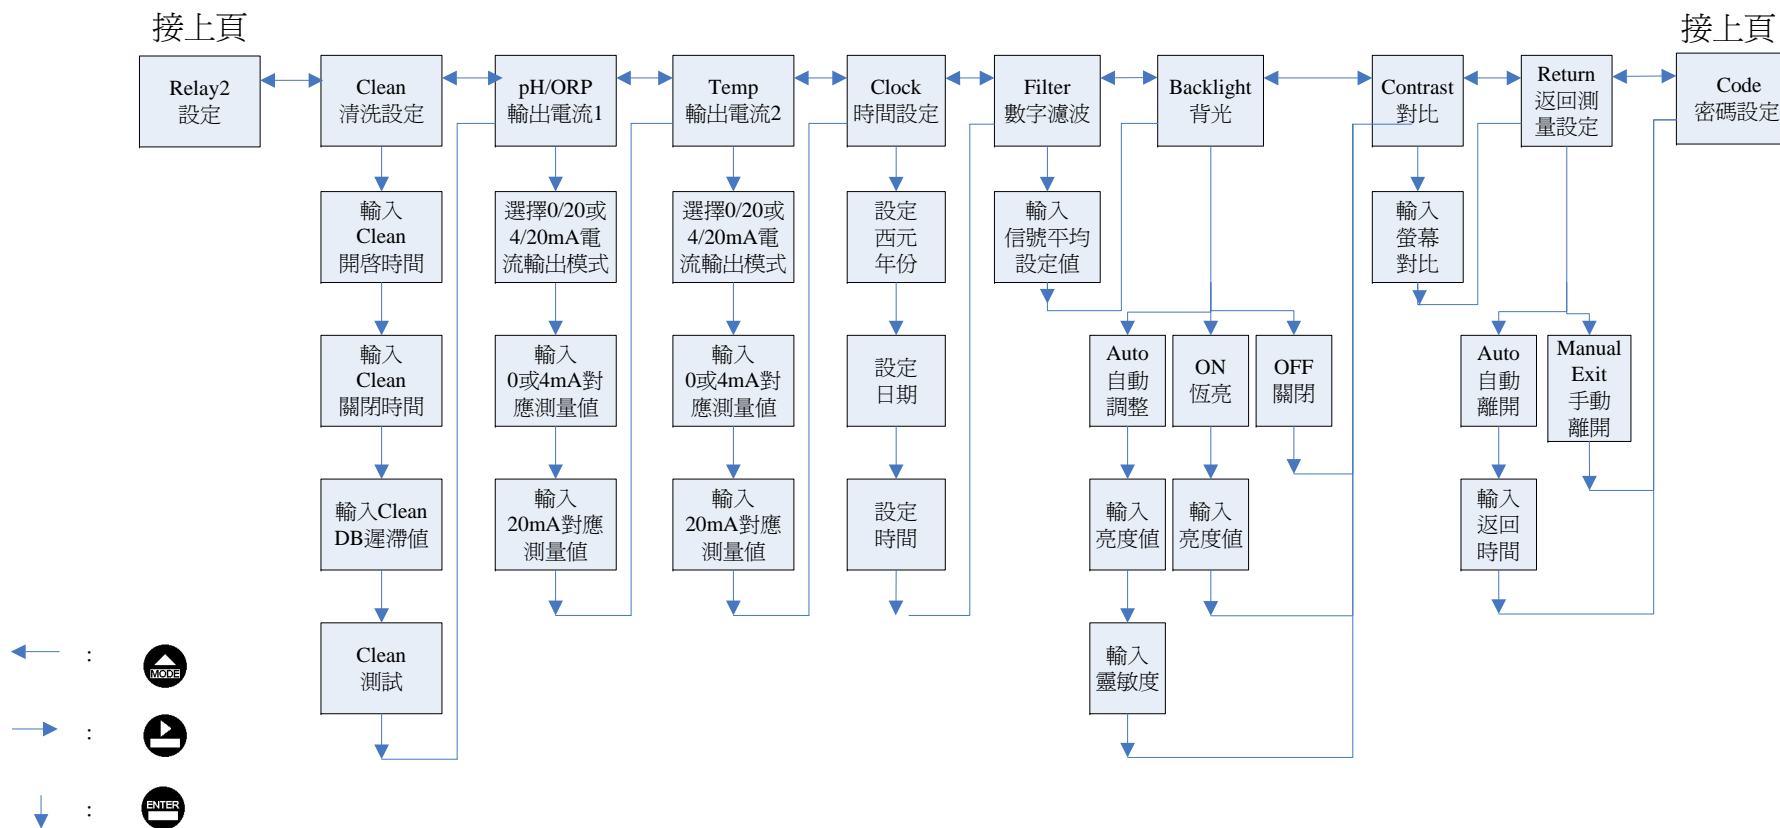 接上頁
接上頁
Relay2
設定
Clean
清洗設定
pH/ORP
輸出電流1
Temp
輸出電流2
Clock
時間設定
Filter
數字濾波
Backlight
背光
Contrast
對比
Return
返回測
量設定
Code
密碼設定
輸入
Clean
開啓時間
選擇0/20或
4/20mA電
流輸出模式
選擇0/20或
4/20mA電
流輸出模式
設定
西元
年份
輸入
信號平均
設定值
輸入
螢幕
對比
輸入
Clean
關閉時間
輸入
0或4mA對
應測量值
輸入
0或4mA對
應測量值
設定
日期
Auto
自動
調整
ON
恆亮
OFF
關閉
Auto
自動
離開
Manual
Exit
手動
離開
輸入Clean
DB遲滯值
輸入
20mA對應
測量值
輸入
20mA對應
測量值
設定
時間
輸入
亮度值
輸入
亮度值
輸入
返回
時間
Clean
測試
輸入
靈敏度
:
MODE
:
:
ENTER